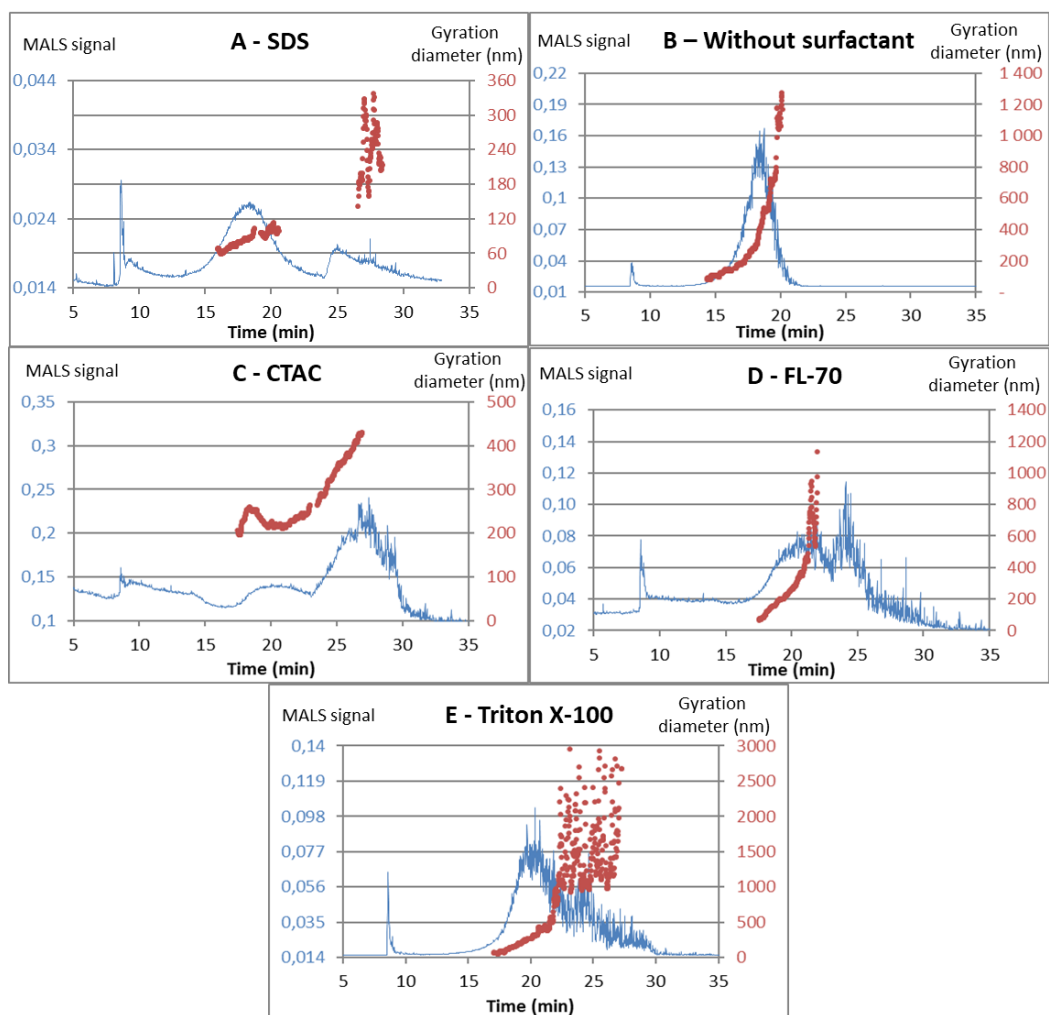 MALS signal
A - SDS
Gyration
diameter (nm)
0,044
0,034
0,024
0,014
360
300
240
180
120
60
0
5 10 15 20 25 30 35
Time (min)
MALS signal
B – Without surfactant
Gyration
diameter (nm)
0,22
0,19
0,16
0,13
0,1
0,07
0,04
0,01
1 400
1 200
1 000
800
600
400
200
-
5 10 15 20 25 30 35
Time (min)
MALS signal
C - CTAC
Gyration
diameter (nm)
0,35
0,3
0,25
0,2
0,15
0,1
500
400
300
200
100
0
5 10 15 20 25 30 35
Time (min)
MALS signal
D - FL-70
Gyration
diameter (nm)
0,16
0,14
0,12
0,10
0,08
0,06
0,04
0,02
1400
1200
1000
800
600
400
200
0
5 10 15 20 25 30 35
Time (min)
MALS signal
E - Triton X-100
Gyration
diameter (nm)
0,14
0,119
0,098
0,077
0,056
0,035
0,014
3000
2500
2000
1500
1000
500
0
5 10 15 20 25 30 35
Time (min)